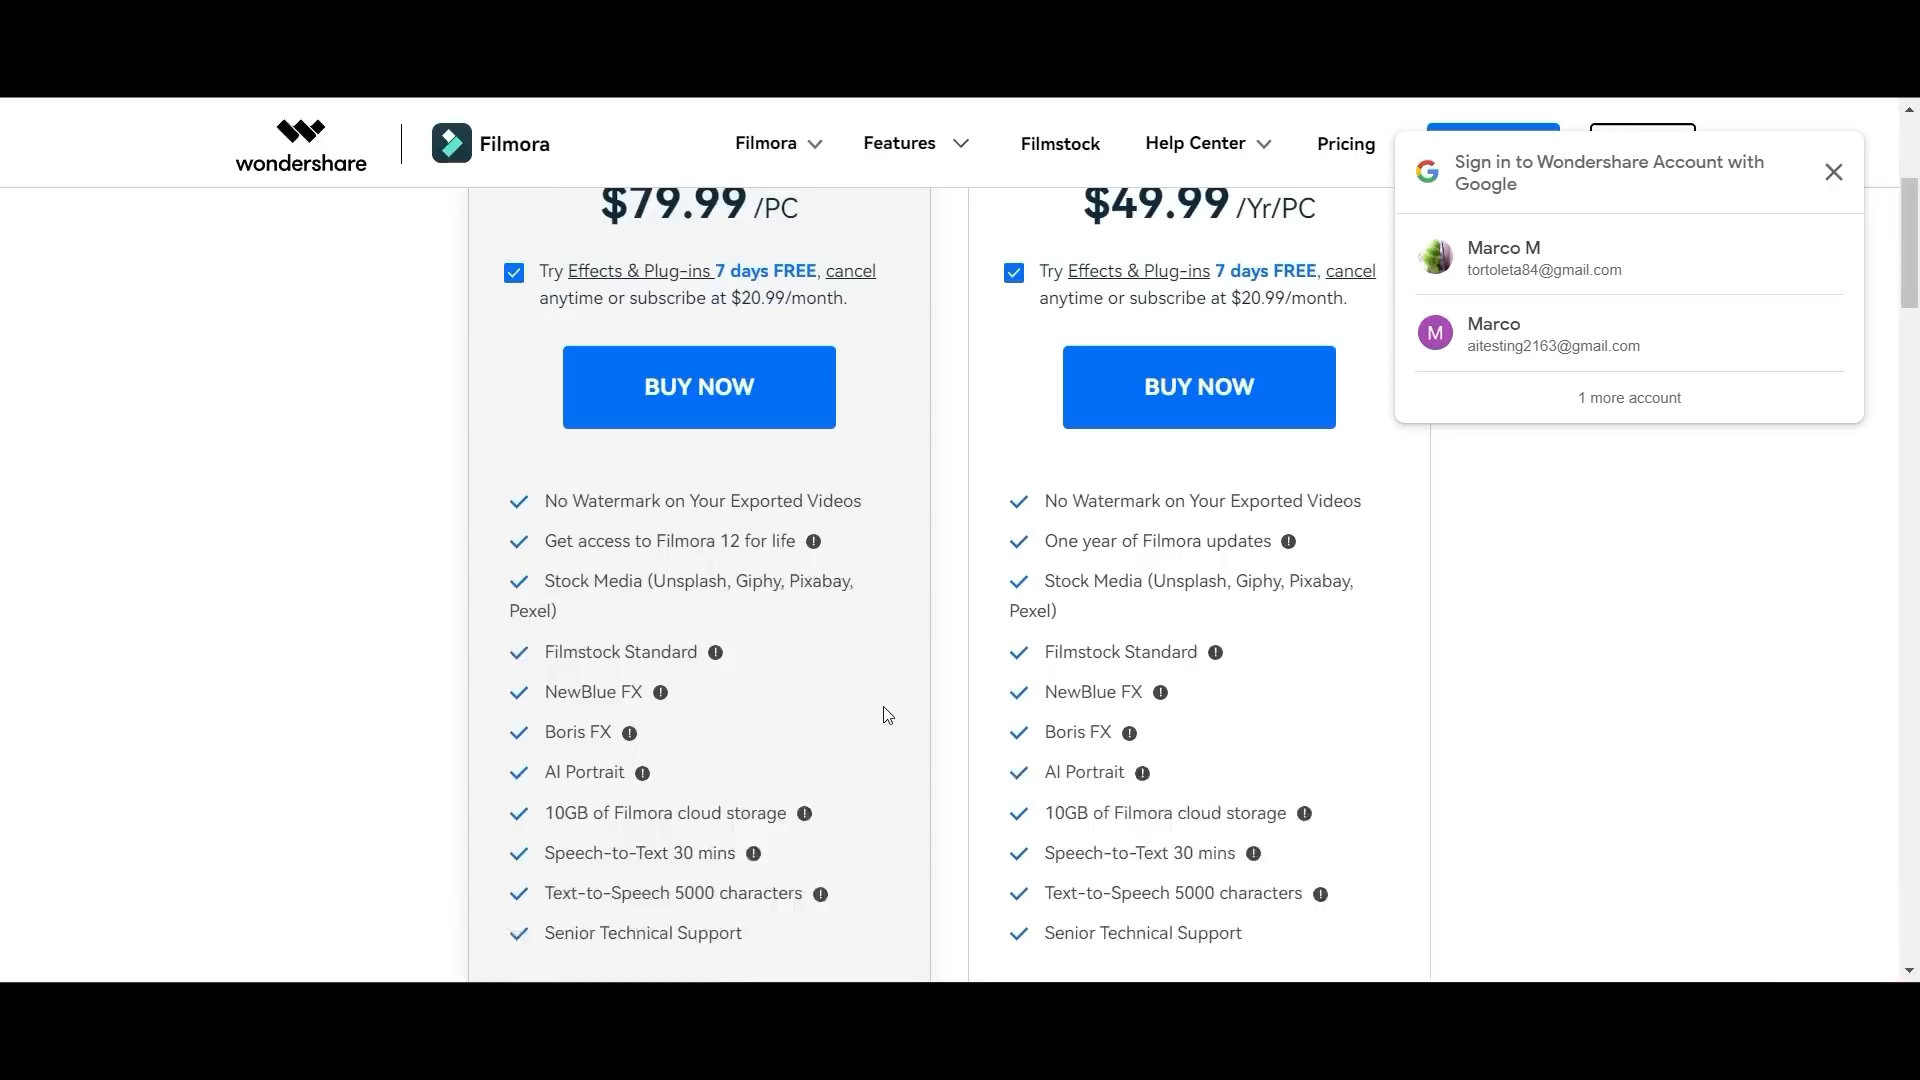 wondershare
Filmora
Filmora
Features
Filmstock
Help Center
Pricing
$79.99 /PC
Try Effects & Plug-ins 7 days FREE, cancel
anytime or subscribe at $20.99/month.
BUY NOW
No Watermark on Your Exported Videos
Get access to Filmora 12 for life
Stock Media (Unsplash, Giphy, Pixabay,
Pexel)
Filmstock Standard
NewBlue FX
Boris FX
AI Portrait
10GB of Filmora cloud storage
Speech-to-Text 30 mins
Text-to-Speech 5000 characters
Senior Technical Support
$49.99 /Yr/PC
Try Effects & Plug-ins 7 days FREE, cancel
anytime or subscribe at $20.99/month.
BUY NOW
No Watermark on Your Exported Videos
One year of Filmora updates
Stock Media (Unsplash, Giphy, Pixabay,
Pexel)
Filmstock Standard
NewBlue FX
Boris FX
AI Portrait
10GB of Filmora cloud storage
Speech-to-Text 30 mins
Text-to-Speech 5000 characters
Senior Technical Support
Sign in to Wondershare Account with
Google
Marco M
tortoleta84@gmail.com
M
Marco
aitesting2163@gmail.com
1 more account